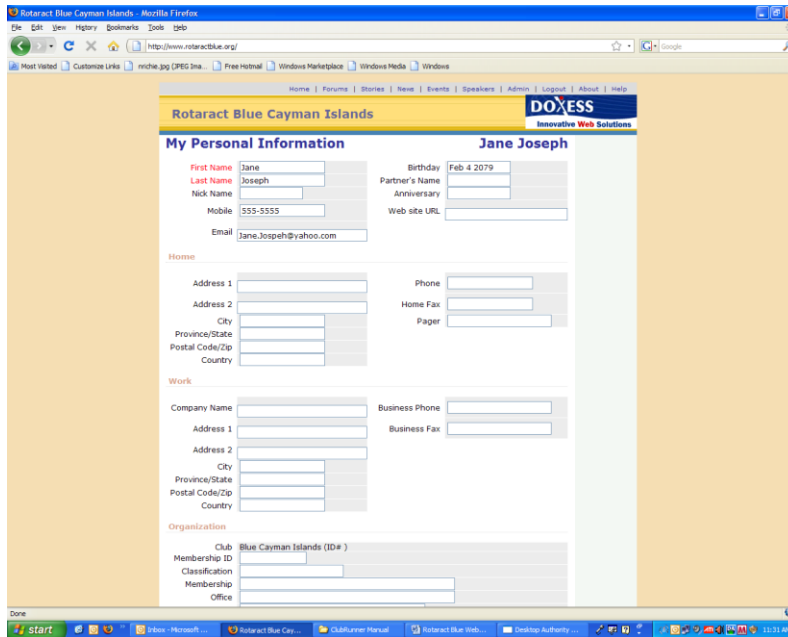 Rotaract Blue Cayman Islands - Mozilla Firefox
File Edit View History Bookmarks Tools Help
http://www.rotaractblue.org/
Google
Most Visited Customize Links nrichie.jpg (JPEG Ima... Free Hotmail Windows Marketplace Windows Media Windows
Home | Forums | Stories | News | Events | Speakers | Admin | Logout | About | Help
Rotaract Blue Cayman Islands
DOXESS
Innovative Web Solutions
My Personal Information Jane Joseph
First Name Jane Birthday Feb 4 2079
Last Name Joseph Partner's Name
Nick Name Anniversary
Mobile 555-5555 Web site URL
Email Jane.Jospeh@yahoo.com
Home
Address 1 Phone
Address 2 Home Fax
City Pager
Province/State
Postal Code/Zip
Country
Work
Company Name Business Phone
Address 1 Business Fax
Address 2
City
Province/State
Postal Code/Zip
Country
Organization
Club Blue Cayman Islands (ID# )
Membership ID
Classification
Membership
Office
Done
start Inbox - Microsoft ... Rotaract Blue Cay... ClubRunner Manual Rotaract Blue Web... Desktop Authority ... 11:31 AM